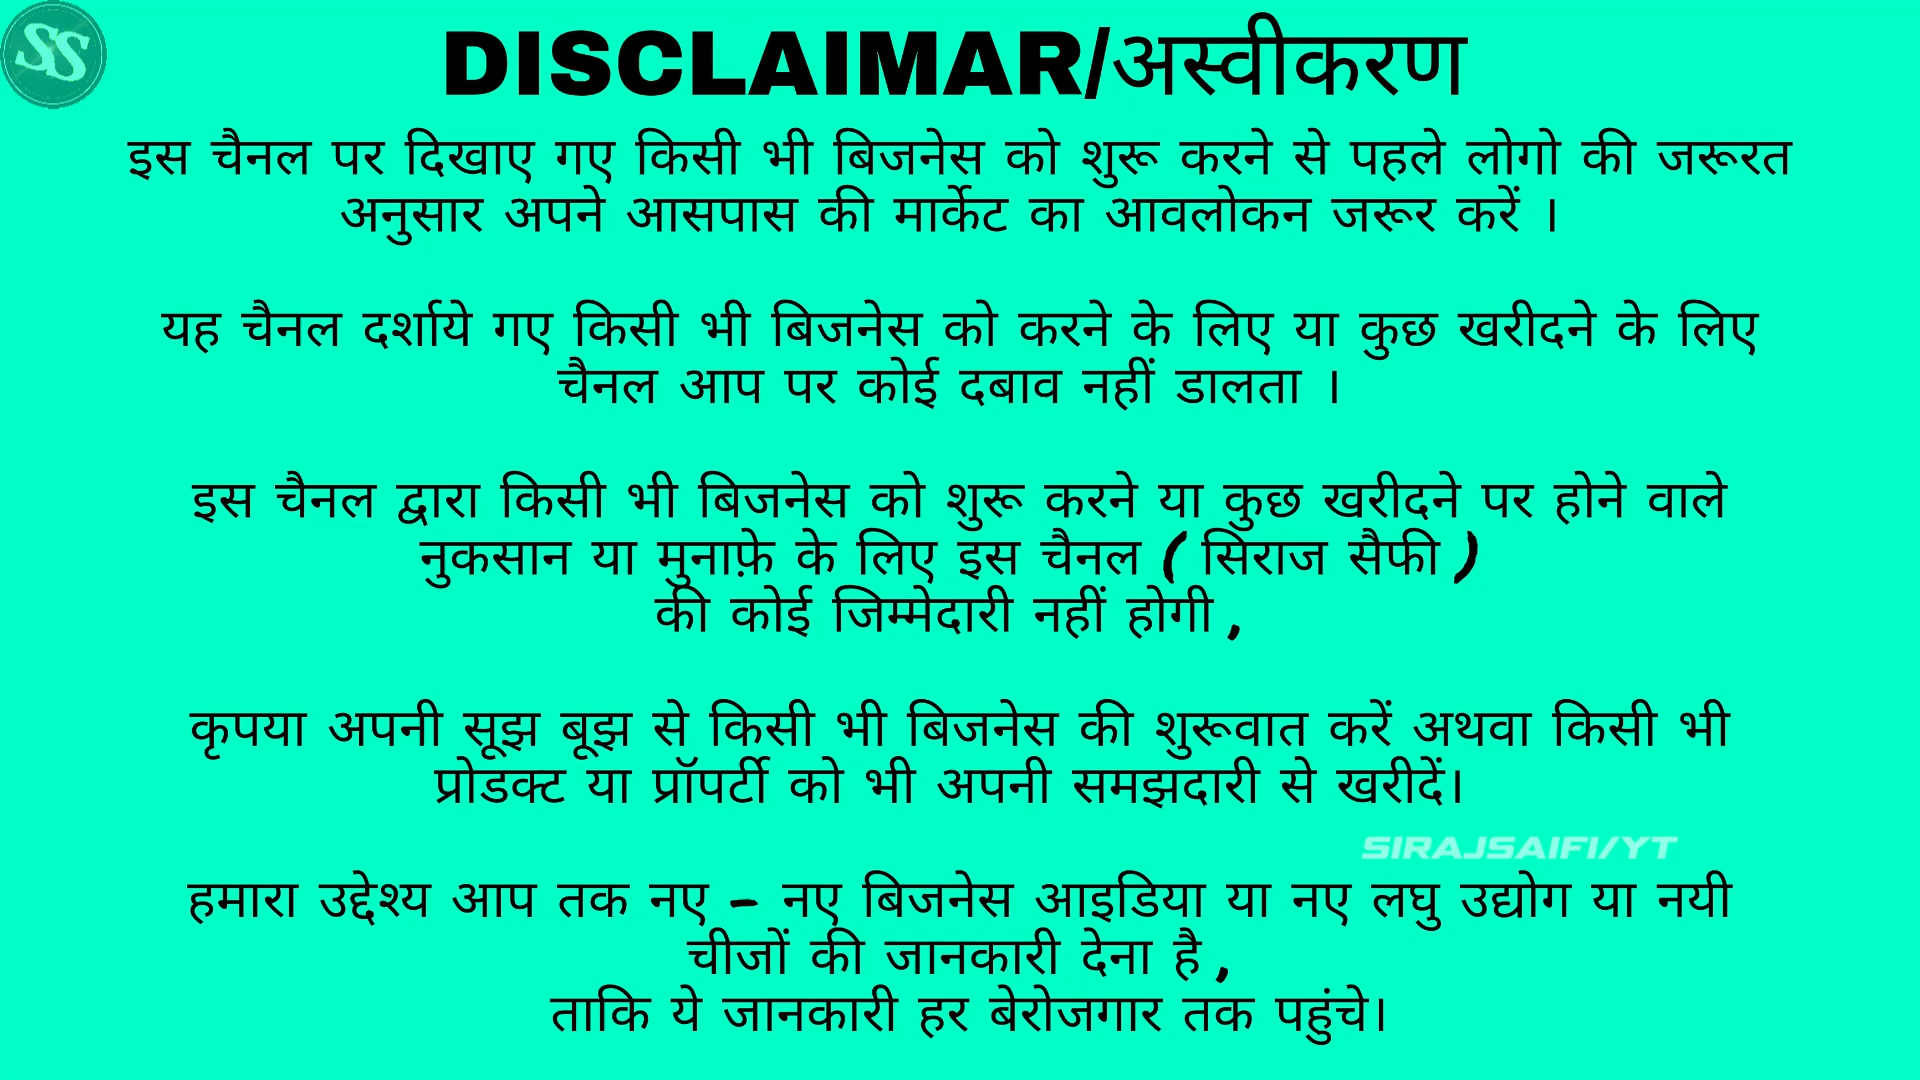 SS
DISCLAIMAR/अस्वीकरण
इस चैनल पर दिखाए गए किसी भी बिजनेस को शुरू करने से पहले लोगो की जरूरत
अनुसार अपने आसपास की मार्केट का आवलोकन जरूर करें ।
यह चैनल दर्शाये गए किसी भी बिजनेस को करने के लिए या कुछ खरीदने के लिए
चैनल आप पर कोई दबाव नहीं डालता ।
इस चैनल द्वारा किसी भी बिजनेस को शुरू करने या कुछ खरीदने पर होने वाले
नुकसान या मुनाफ़े के लिए इस चैनल ( सिराज सैफी )
की कोई जिम्मेदारी नहीं होगी ,
कृपया अपनी सूझ बूझ से किसी भी बिजनेस की शुरूवात करें अथवा किसी भी
प्रोडक्ट या प्रॉपर्टी को भी अपनी समझदारी से खरीदें।
SIRAJSAIFI/YT
हमारा उद्देश्य आप तक नए - नए बिजनेस आइडिया या नए लघु उद्योग या नयी
चीजों की जानकारी देना है ,
ताकि ये जानकारी हर बेरोजगार तक पहुंचे।